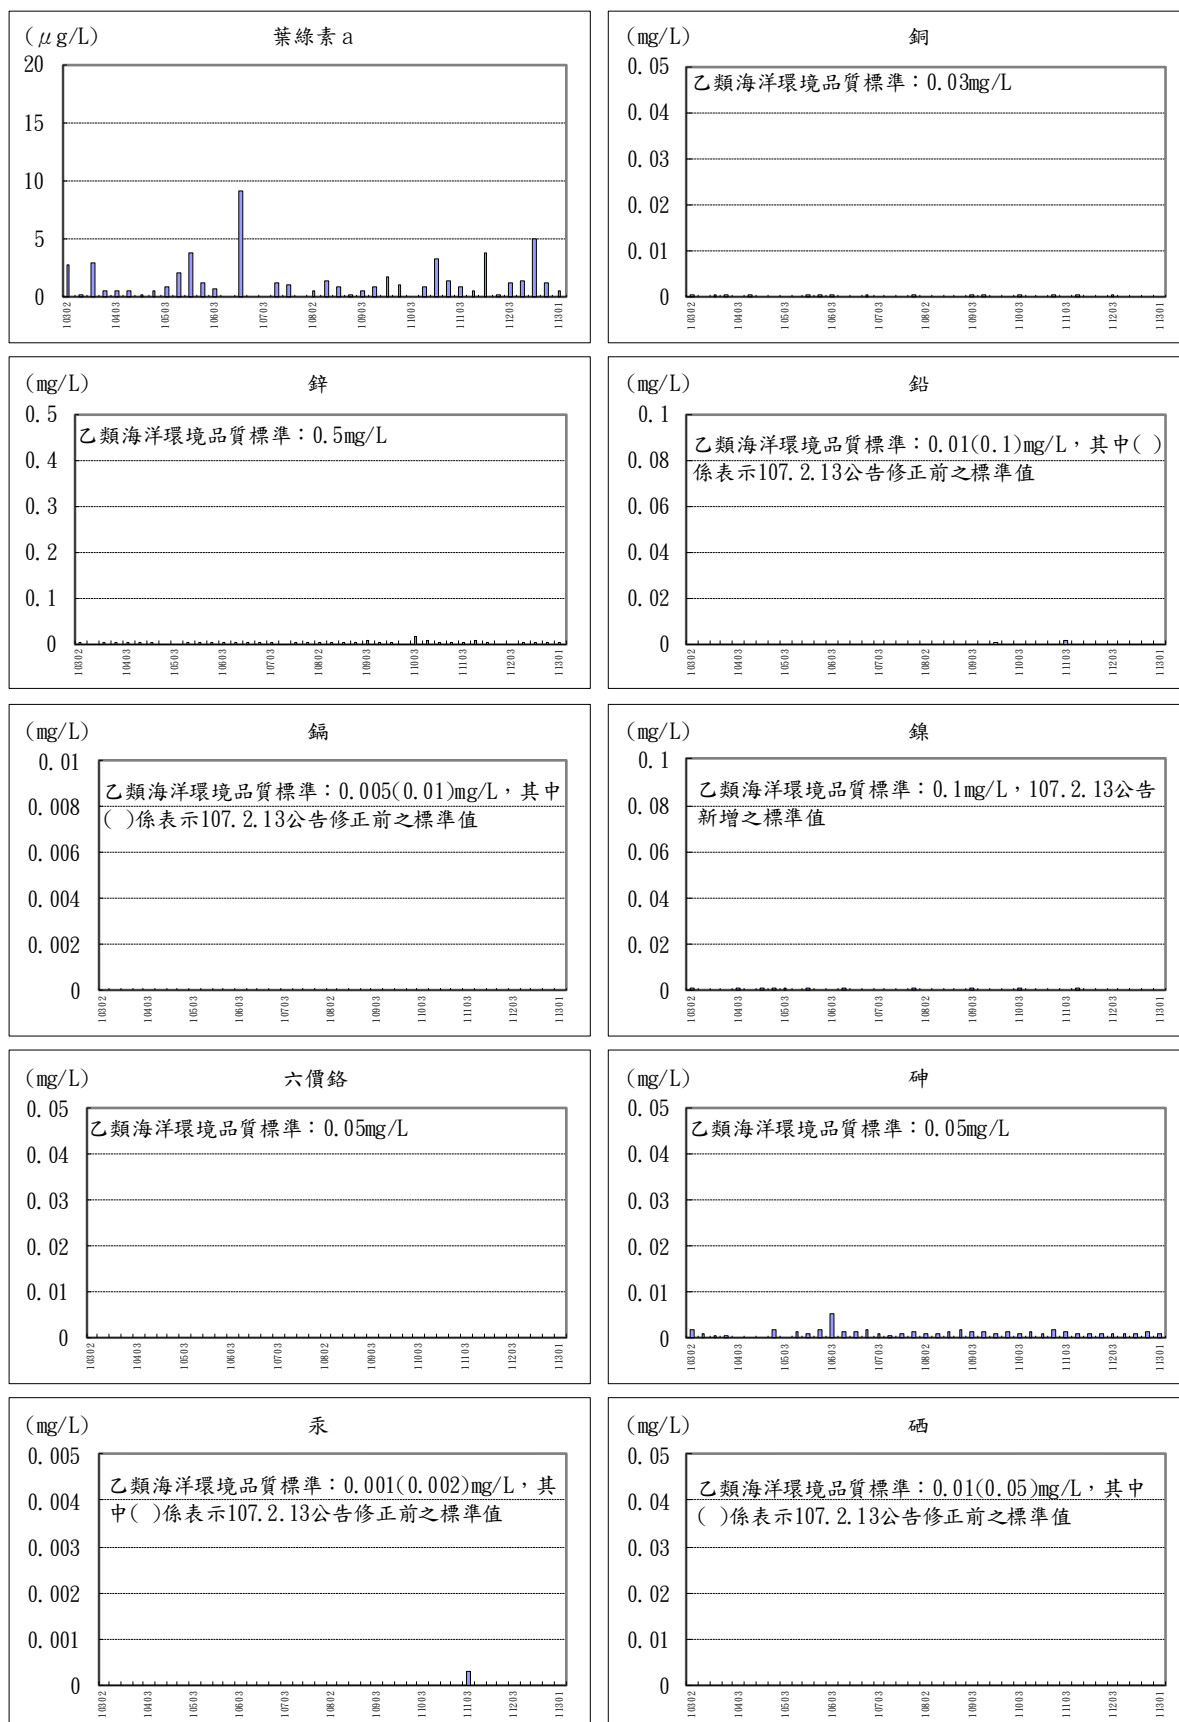 (μg/L) 葉綠素a
20
15
10
5
0
10302 10403 10503 10603 10703 10802 10903 11003 11103 11203 11301
(mg/L) 銅
0.05
乙類海洋環境品質標準：0.03mg/L
0.04
0.03
0.02
0.01
0
10302 10403 10503 10603 10703 10802 10903 11003 11103 11203 11301
(mg/L) 鋅
0.5
乙類海洋環境品質標準：0.5mg/L
0.4
0.3
0.2
0.1
0
10302 10403 10503 10603 10703 10802 10903 11003 11103 11203 11301
(mg/L) 鉛
0.1
乙類海洋環境品質標準：0.01(0.1)mg/L，其中( )
0.08
係表示107.2.13公告修正前之標準值
0.06
0.04
0.02
0
10302 10403 10503 10603 10703 10802 10903 11003 11103 11203 11301
(mg/L) 鎘
0.01
乙類海洋環境品質標準：0.005(0.01)mg/L，其中
0.008
( )係表示107.2.13公告修正前之標準值
0.006
0.004
0.002
0
10302 10403 10503 10603 10703 10802 10903 11003 11103 11203 11301
(mg/L) 鎳
0.1
乙類海洋環境品質標準：0.1mg/L，107.2.13公告
0.08
新增之標準值
0.06
0.04
0.02
0
10302 10403 10503 10603 10703 10802 10903 11003 11103 11203 11301
(mg/L) 六價鉻
0.05
乙類海洋環境品質標準：0.05mg/L
0.04
0.03
0.02
0.01
0
10302 10403 10503 10603 10703 10802 10903 11003 11103 11203 11301
(mg/L) 砷
0.05
乙類海洋環境品質標準：0.05mg/L
0.04
0.03
0.02
0.01
0
10302 10403 10503 10603 10703 10802 10903 11003 11103 11203 11301
(mg/L) 汞
0.005
乙類海洋環境品質標準：0.001(0.002)mg/L，其
0.004
中( )係表示107.2.13公告修正前之標準值
0.003
0.002
0.001
0
10302 10403 10503 10603 10703 10802 10903 11003 11103 11203 11301
(mg/L) 硒
0.05
乙類海洋環境品質標準：0.01(0.05)mg/L，其中
0.04
( )係表示107.2.13公告修正前之標準值
0.03
0.02
0.01
0
10302 10403 10503 10603 10703 10802 10903 11003 11103 11203 11301